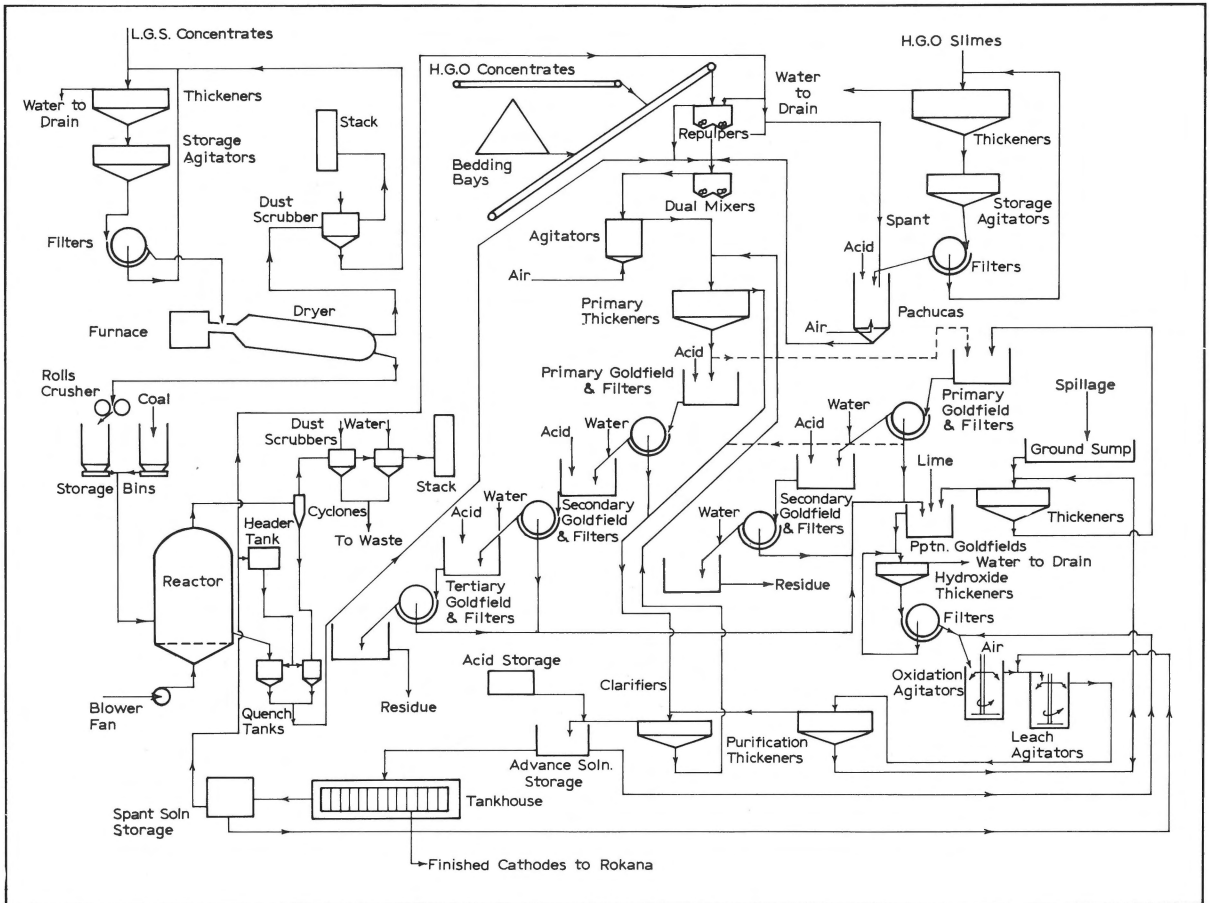 L.G.S. Concentrates
H.G.O Concentrates
H.G.O Slimes
Water to
Drain
Thickeners
Stack
Water
to
Drain
Repulpers
Thickeners
Storage
Agitators
Bedding
Bays
Dual Mixers
Storage
Agitators
Dust
Scrubber
Spant
Filters
Agitators
Acid
Filters
Air
Dryer
Primary
Thickeners
Air
Pachucas
Furnace
Acid
Rolls
Crusher
Primary Goldfield
& Filters
Primary
Goldfield
& Filters
Spillage
Coal
Dust
Scrubbers
Water
Acid
Water
Acid
Water
Lime
Ground Sump
Storage Bins
Stack
Cyclones
Water
Secondary
Goldfield
& Filters
Secondary
Goldfield
& Filters
Water
Thickeners
Header
Tank
To Waste
Acid
Pptn. Goldfields
Water to Drain
Reactor
Residue
Hydroxide
Thickeners
Tertiary
Goldfield
& Filters
Filters
Air
Acid Storage
Clarifiers
Oxidation
Agitators
Blower
Fan
Quench
Tanks
Residue
Leach
Agitators
Advance Soln.
Storage
Purification
Thickeners
Spant Soln
Storage
Tankhouse
Finished Cathodes to Rokana